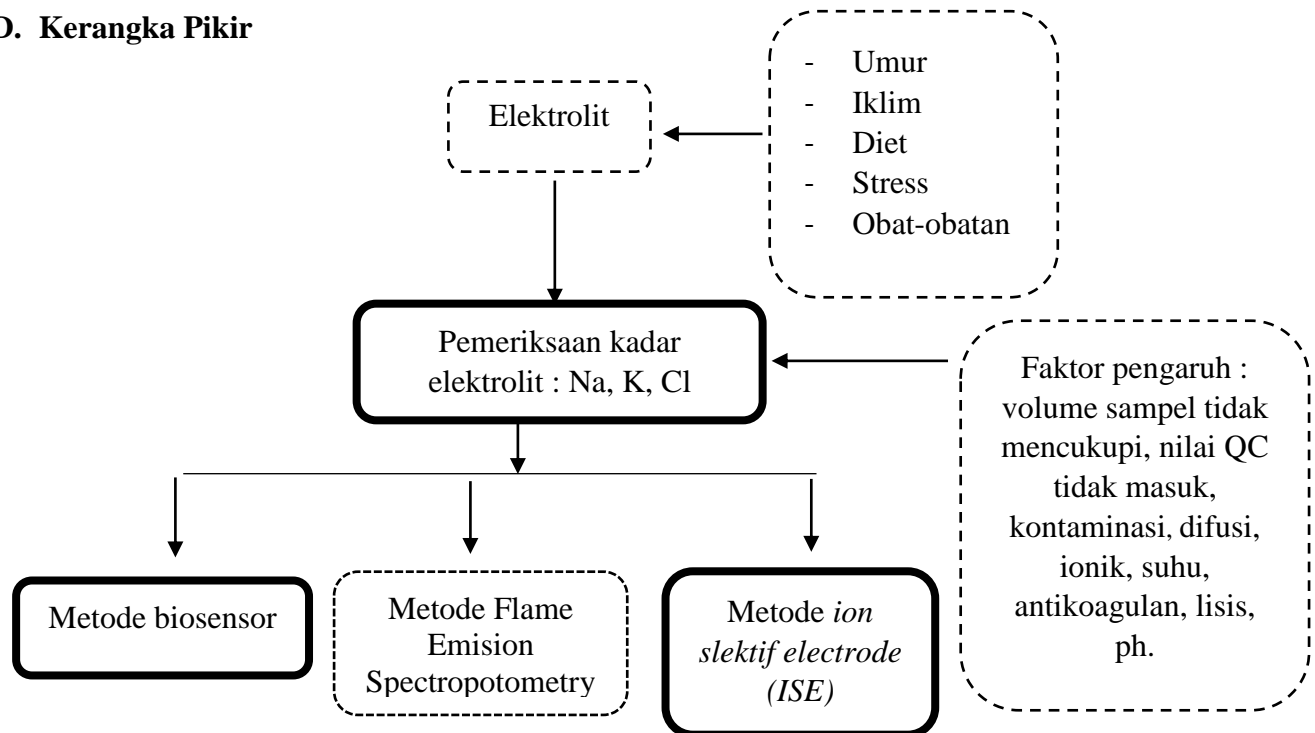 D. Kerangka Pikir
Elektrolit
- Umur
- Iklim
- Diet
- Stress
- Obat-obatan
Pemeriksaan kadar
elektrolit : Na, K, Cl
Faktor pengaruh :
volume sampel tidak
mencukupi, nilai QC
tidak masuk,
kontaminasi, difusi,
ionik, suhu,
antikoagulan, lisis,
ph.
Metode biosensor
Metode Flame
Emision
Spectropotometry
Metode ion
slektif electrode
(ISE)